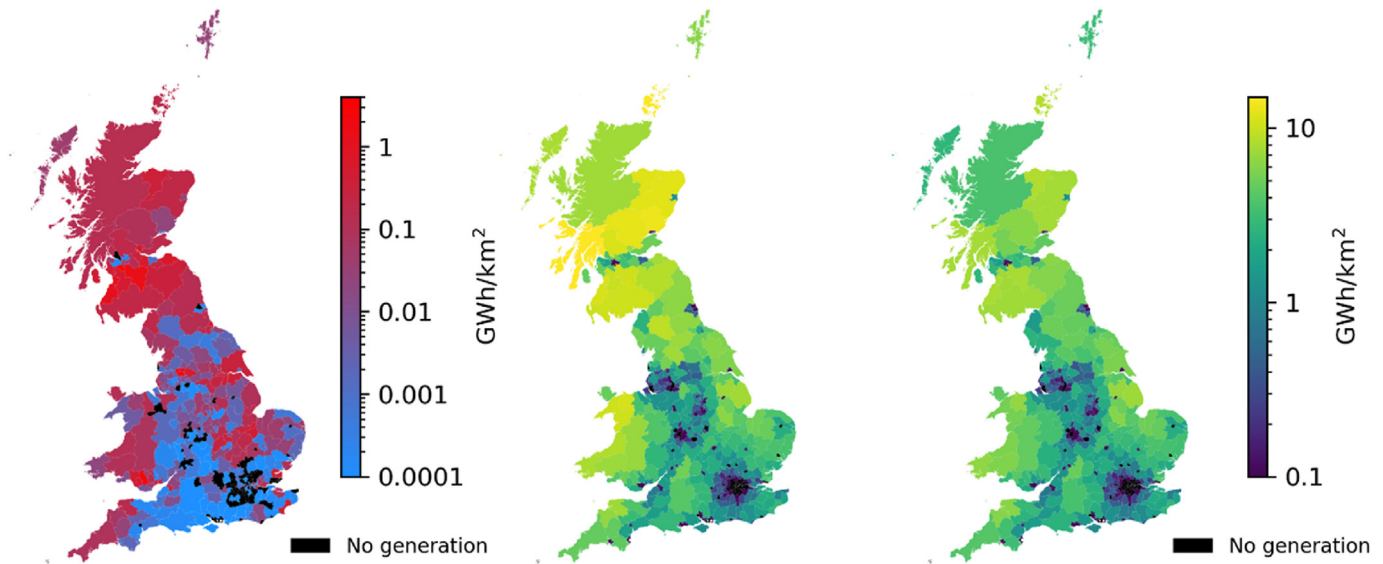 1
0.1
0.01
0.001
0.0001
GWh/km²
No generation
10
1
0.1
GWh/km²
No generation